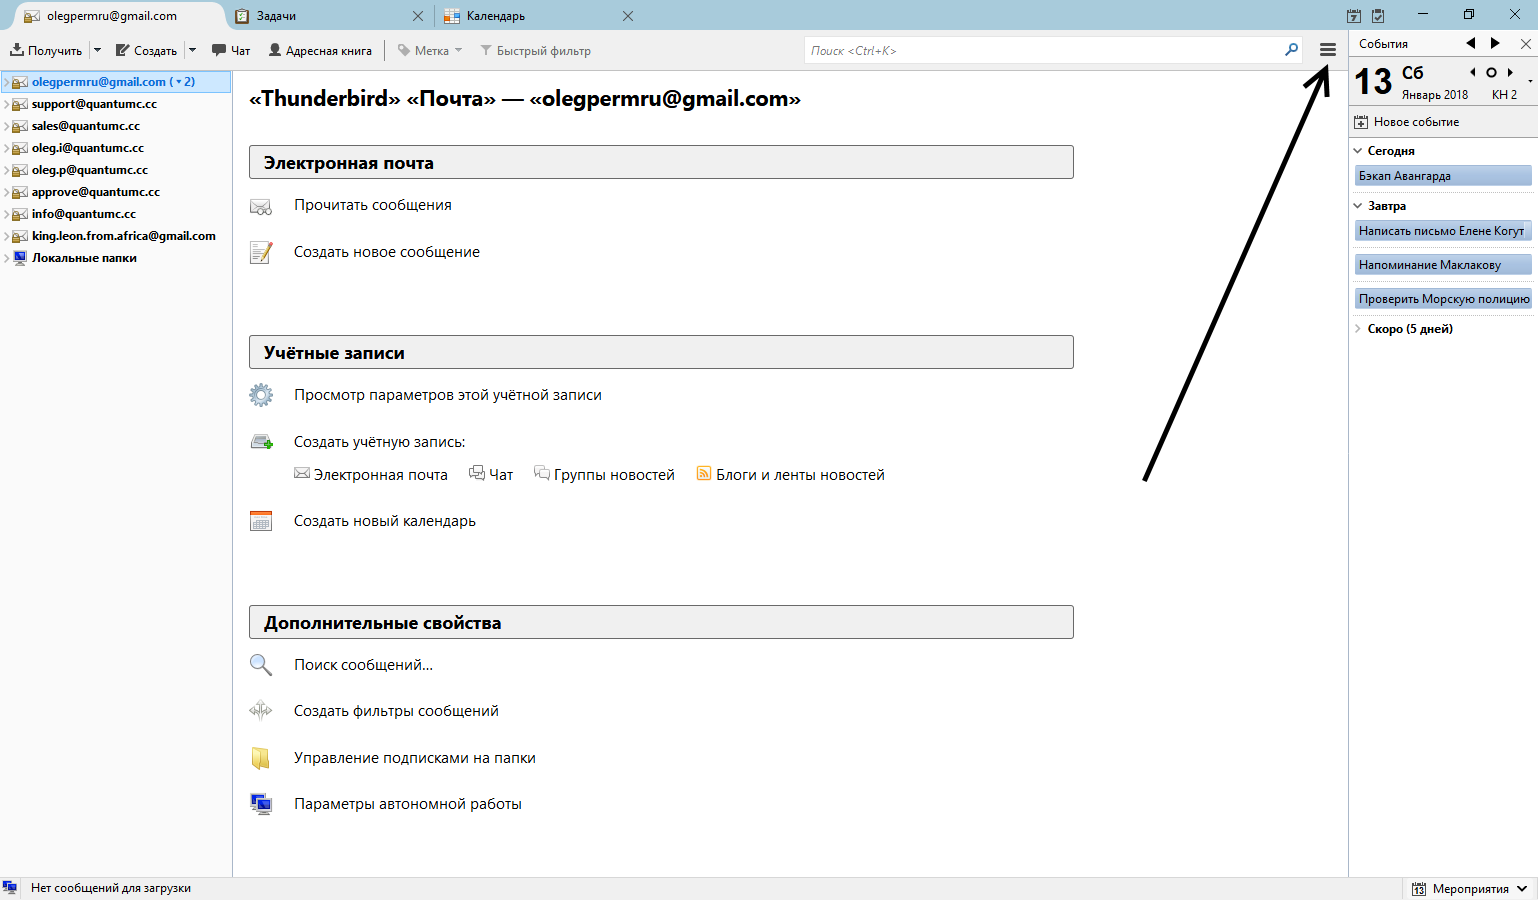 olegpermru@gmail.com
Задачи
Календарь
Получить
Создать
Чат
Адресная книга
Метка
Быстрый фильтр
Поиск <Ctrl+K>
olegpermru@gmail.com ( 2)
support@quantumc.cc
sales@quantumc.cc
oleg.i@quantumc.cc
oleg.p@quantumc.cc
approve@quantumc.cc
info@quantumc.cc
king.leon.from.africa@gmail.com
Локальные папки
«Thunderbird» «Почта» — «olegpermru@gmail.com»
Электронная почта
Прочитать сообщения
Создать новое сообщение
Учётные записи
Просмотр параметров этой учётной записи
Создать учётную запись:
Электронная почта
Чат
Группы новостей
Блоги и ленты новостей
Создать новый календарь
Дополнительные свойства
Поиск сообщений...
Создать фильтры сообщений
Управление подписками на папки
Параметры автономной работы
События
13
Сб
Январь 2018
КН 2
Новое событие
Сегодня
Бэкап Авангарда
Завтра
Написать письмо Елене Когут
Напоминание Маклакову
Проверить Морскую полицию
Скоро (5 дней)
Нет сообщений для загрузки
13
Мероприятия